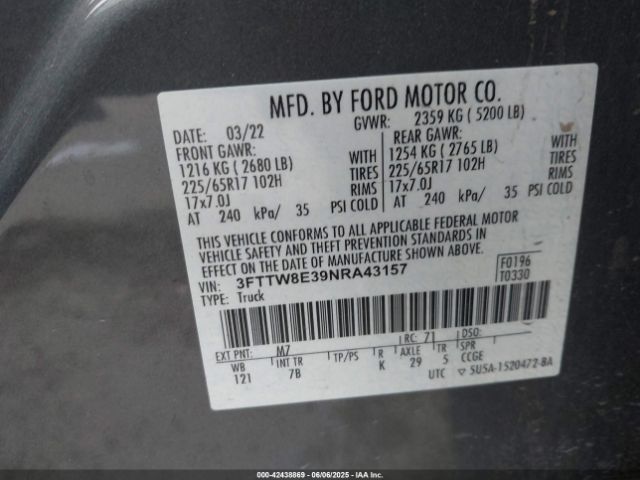 MFD. BY FORD MOTOR CO.
DATE: 03/22 GVWR: 2359 KG ( 5200 LB)
FRONT GAWR: REAR GAWR:
1216 KG ( 2680 LB) WITH 1254 KG ( 2765 LB) WITH
225/65R17 102H TIRES 225/65R17 102H TIRES
17x7.0J RIMS 17x7.0J RIMS
AT 240 kPa/ 35 PSI COLD AT 240 kPa/ 35 PSI COLD
THIS VEHICLE CONFORMS TO ALL APPLICABLE FEDERAL MOTOR
VEHICLE SAFETY AND THEFT PREVENTION STANDARDS IN
EFFECT ON THE DATE OF MANUFACTURE SHOWN ABOVE.
VIN: 3FTTW8E39NRA43157 F0196
TYPE: Truck T0330
EXT PNT: M7 RC: 71 DSO:
WB INT TR TP/PS R AXLE TR SPR
121 7B K 29 5 CCGE
UTC ▽ 5U5A-1520472-BA
000-42438869 - 06/06/2025 - IAAI.COM